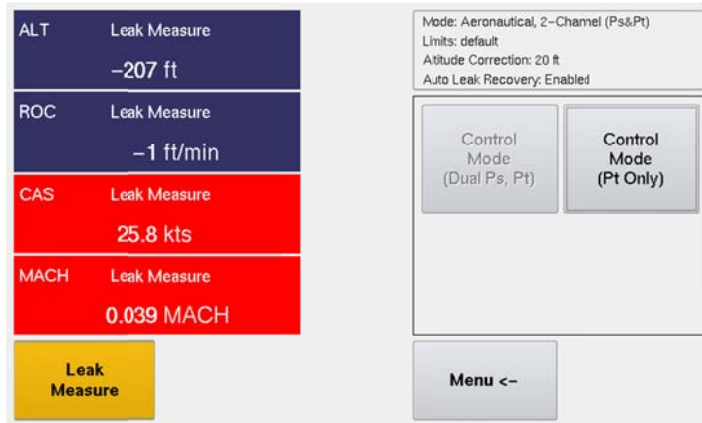 ALT Leak Measure
-207 ft
ROC Leak Measure
-1 ft/min
CAS Leak Measure
25.8 kts
MACH Leak Measure
0.039 MACH
Leak
Measure
Mode: Aeronautical, 2-Channel (Ps&Pt)
Limits: default
Atitude Correction: 20 ft
Auto Leak Recovery: Enabled
Control
Mode
(Dual Ps, Pt)
Control
Mode
(Pt Only)
Menu <-